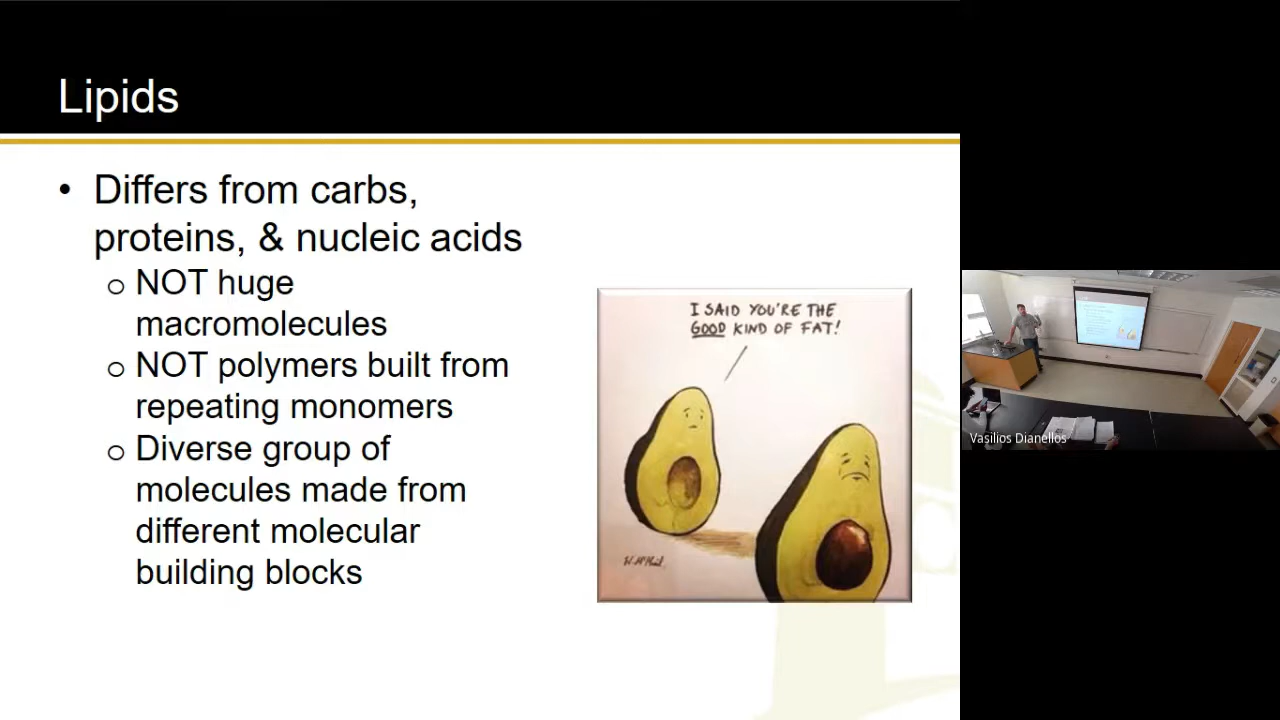 Lipids
• Differs from carbs,
proteins, & nucleic acids
o NOT huge
macromolecules
o NOT polymers built from
repeating monomers
o Diverse group of
molecules made from
different molecular
building blocks
I SAID YOU'RE THE
GOOD KIND OF FAT!
Vasilios Dianellos